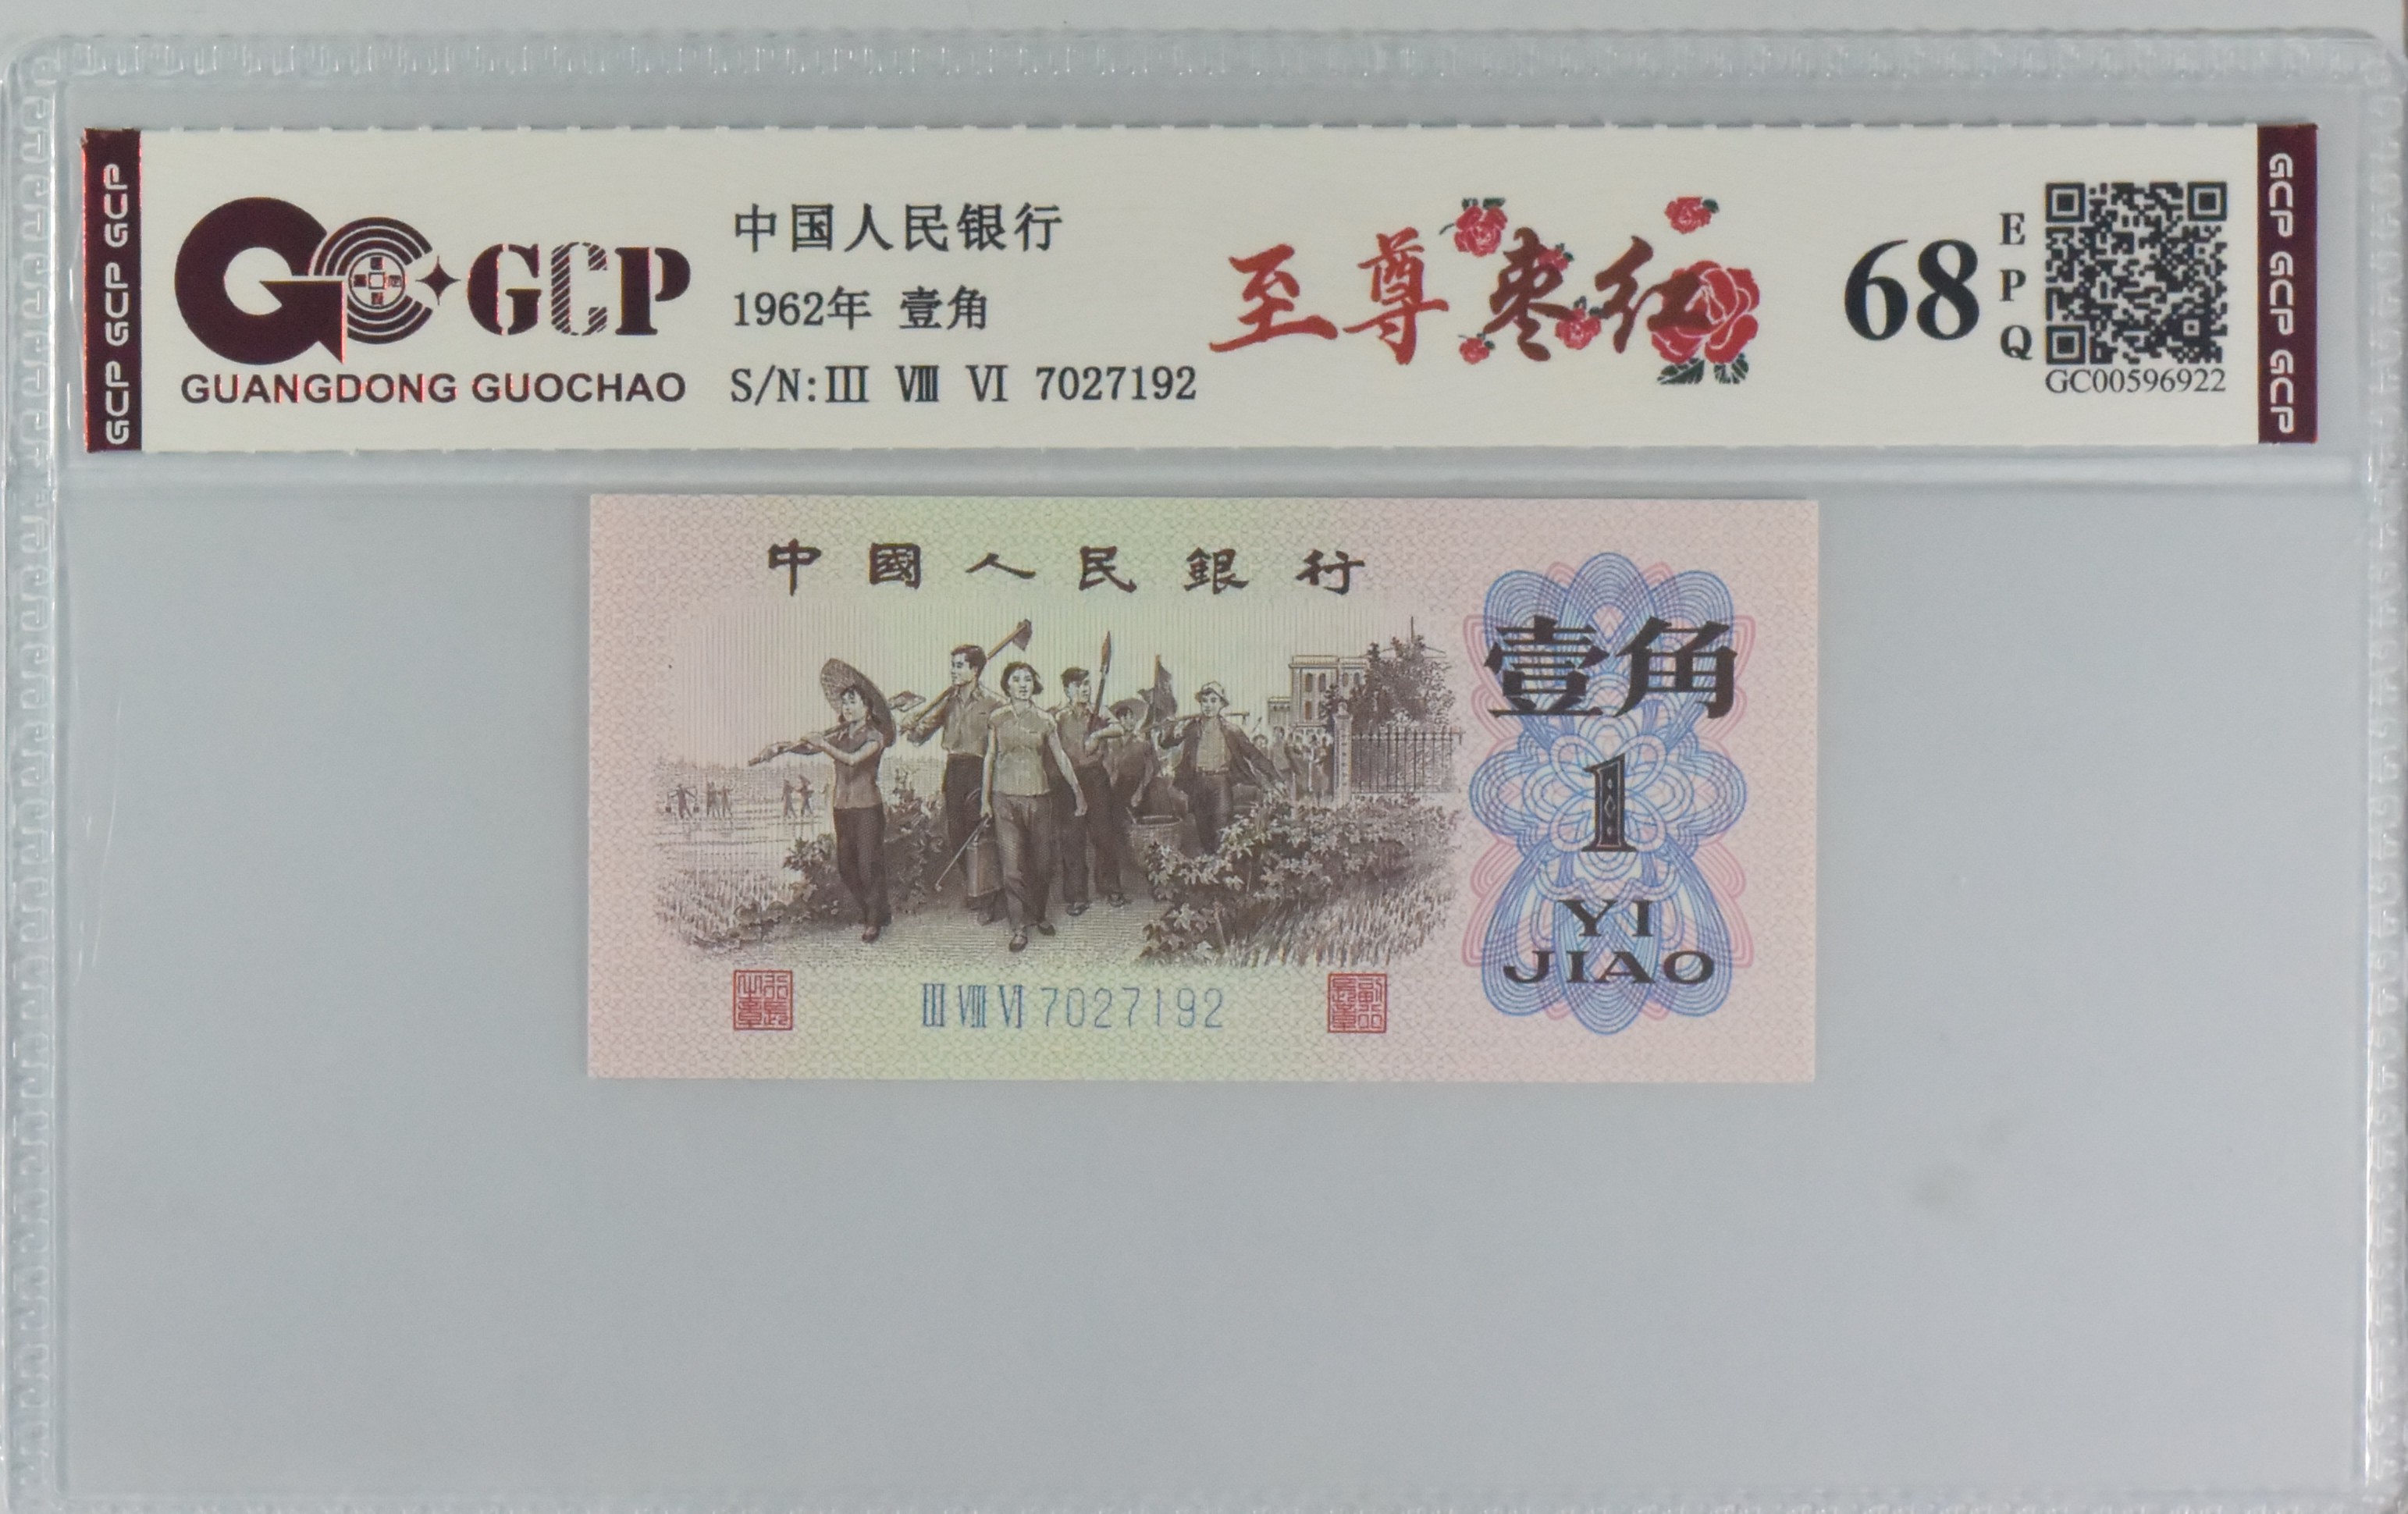 GCP GCP GCP
GCP
GUANGDONG GUOCHAO
中国人民银行
1962年 壹角
S/N:Ⅲ Ⅷ Ⅵ 7027192
至尊枣红
68
EPQ
GC00596922
GCP GCP GCP
中國人民銀行
壹角
1
YI
JIAO
Ⅲ Ⅷ Ⅵ 7027192